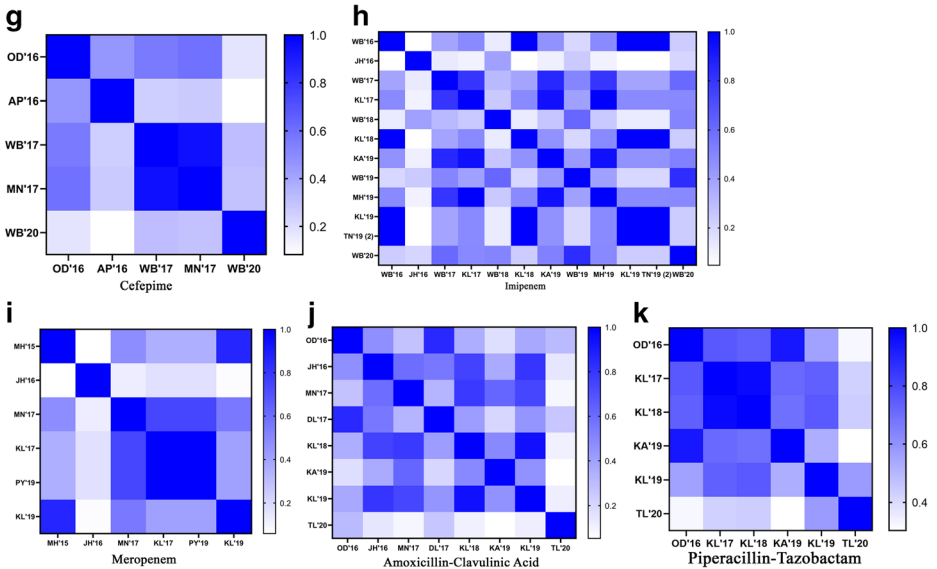 g
OD'16
AP'16
WB'17
MN'17
WB'20
1.0
0.8
0.6
0.4
0.2
OD'16 AP'16 WB'17 MN'17 WB'20
Cefepime
h
WB'16
JH'16
WB'17
KL'17
WB'18
KL'18
KA'19
WB'19
MH'19
KL'19
TN'19 (2)
WB'20
1.0
0.8
0.6
0.4
0.2
WB'16 JH'16 WB'17 KL'17 WB'18 KL'18 KA'19 WB'19 MH'19 KL'19 TN'19 (2) WB'20
Imipenem
i
MH'15
JH'16
MN'17
KL'17
PY'19
KL'19
1.0
0.8
0.6
0.4
0.2
MH'15 JH'16 MN'17 KL'17 PY'19 KL'19
Meropenem
j
OD'16
JH'16
MN'17
DL'17
KL'18
KA'19
KL'19
TL'20
1.0
0.8
0.6
0.4
0.2
OD'16 JH'16 MN'17 DL'17 KL'18 KA'19 KL'19 TL'20
Amoxicillin-Clavulinic Acid
k
OD'16
KL'17
KL'18
KA'19
KL'19
TL'20
1.0
0.8
0.6
0.4
OD'16 KL'17 KL'18 KA'19 KL'19 TL'20
Piperacillin-Tazobactam